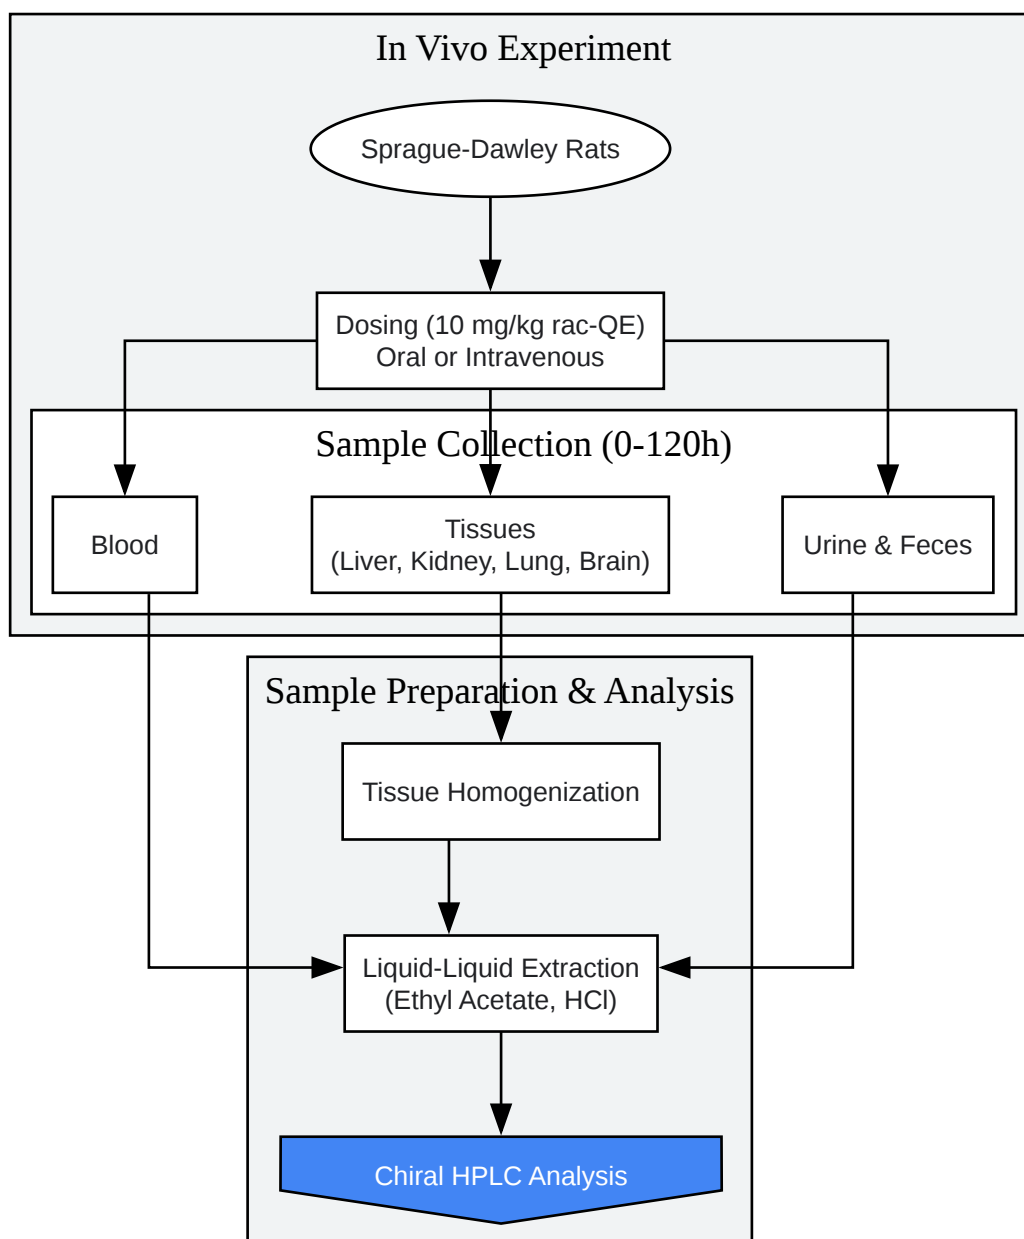 In Vivo Experiment
Sprague-Dawley Rats
Dosing (10 mg/kg rac-QE)
Oral or Intravenous
Sample Collection (0-120h)
Blood
Tissues
(Liver, Kidney, Lung, Brain)
Urine & Feces
Sample Preparation & Analysis
Tissue Homogenization
Liquid-Liquid Extraction
(Ethyl Acetate, HCl)
Chiral HPLC Analysis